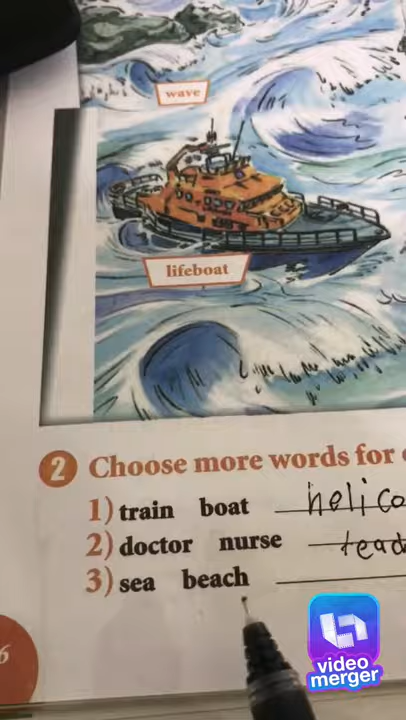 wave
lifeboat
2 Choose more words for
1) train boat helico
2) doctor nurse teac
3) sea beach
6
video
merger